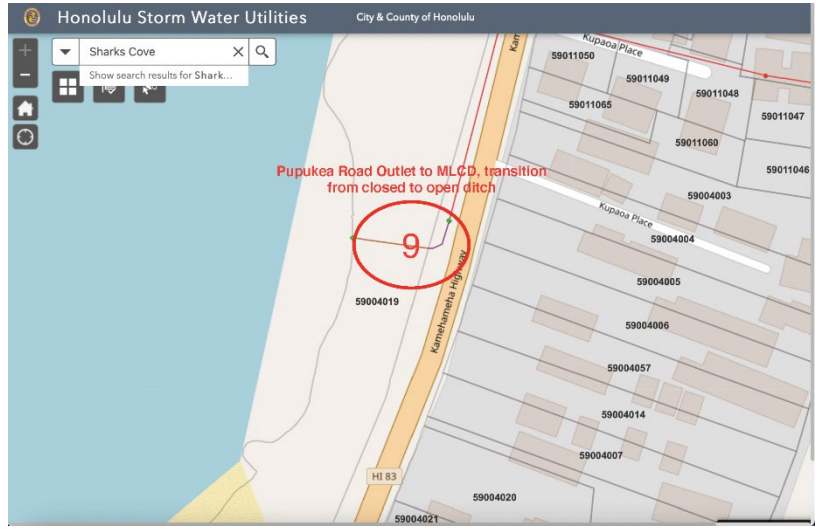 Honolulu Storm Water Utilities
City & County of Honolulu
Sharks Cove
Show search results for Shark...
Kam
Kupaoa Place
59011050
59011049
59011048
59011065
59011047
59011060
59011046
Pupukea Road Outlet to MLCD, transition
from closed to open ditch
59004003
Kupaoa Place
9
59004004
59005
59004019
Kamehameha Highway
59004006
59004057
59004014
59004007
HI 83
59004020
59004021